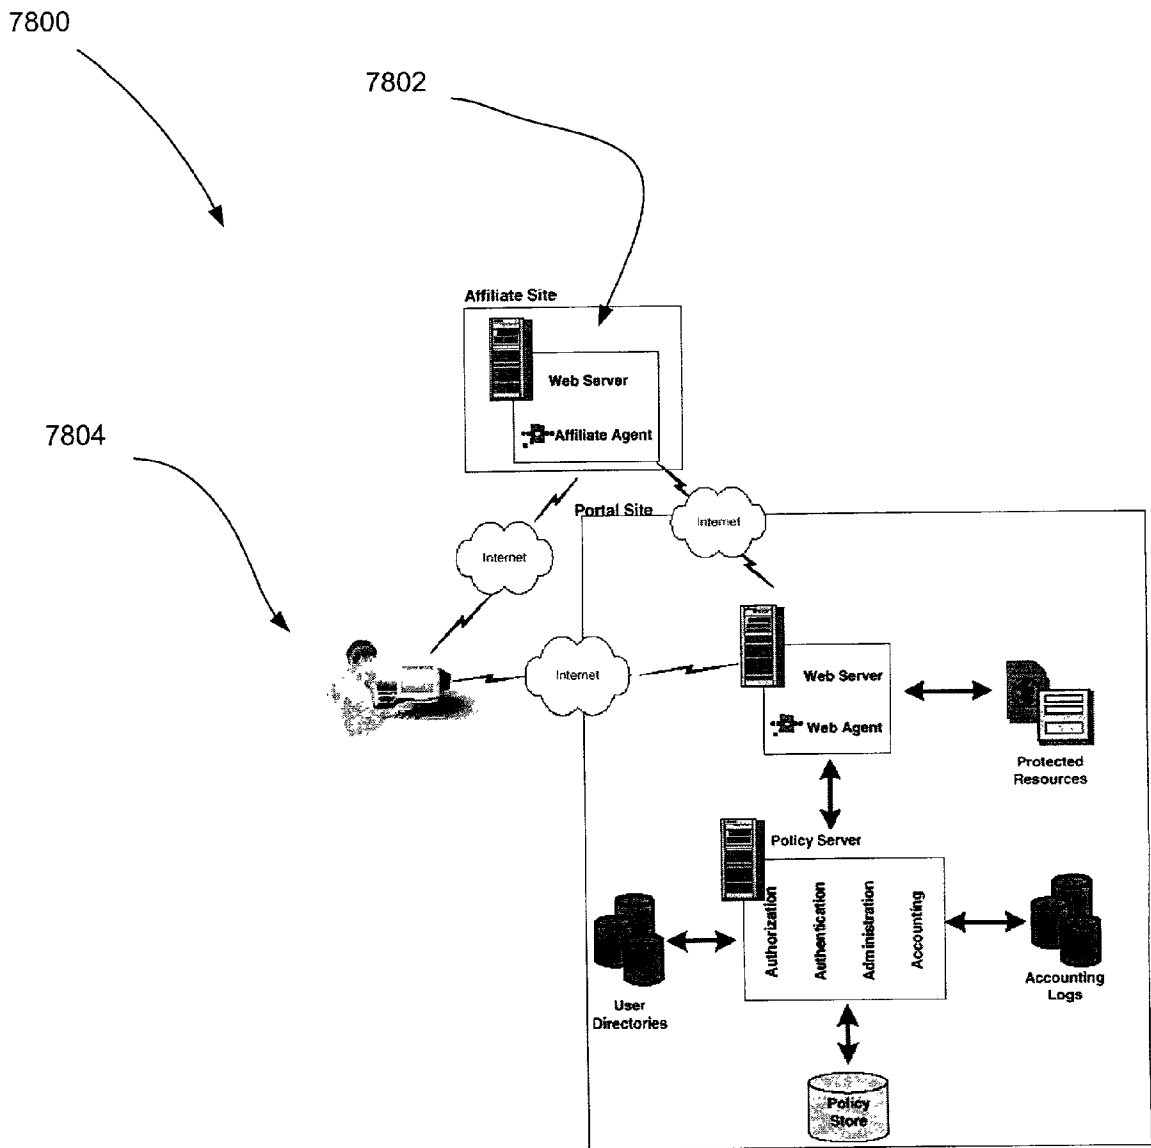 7800
7802
Affiliate Site
Web Server
Affiliate Agent
7804
Portal Site
Internet
Internet
Internet
Web Server
Web Agent
Protected
Resources
Policy Server
Authorization
Authentication
Administration
Accounting
User
Directories
Accounting
Logs
Policy
Store